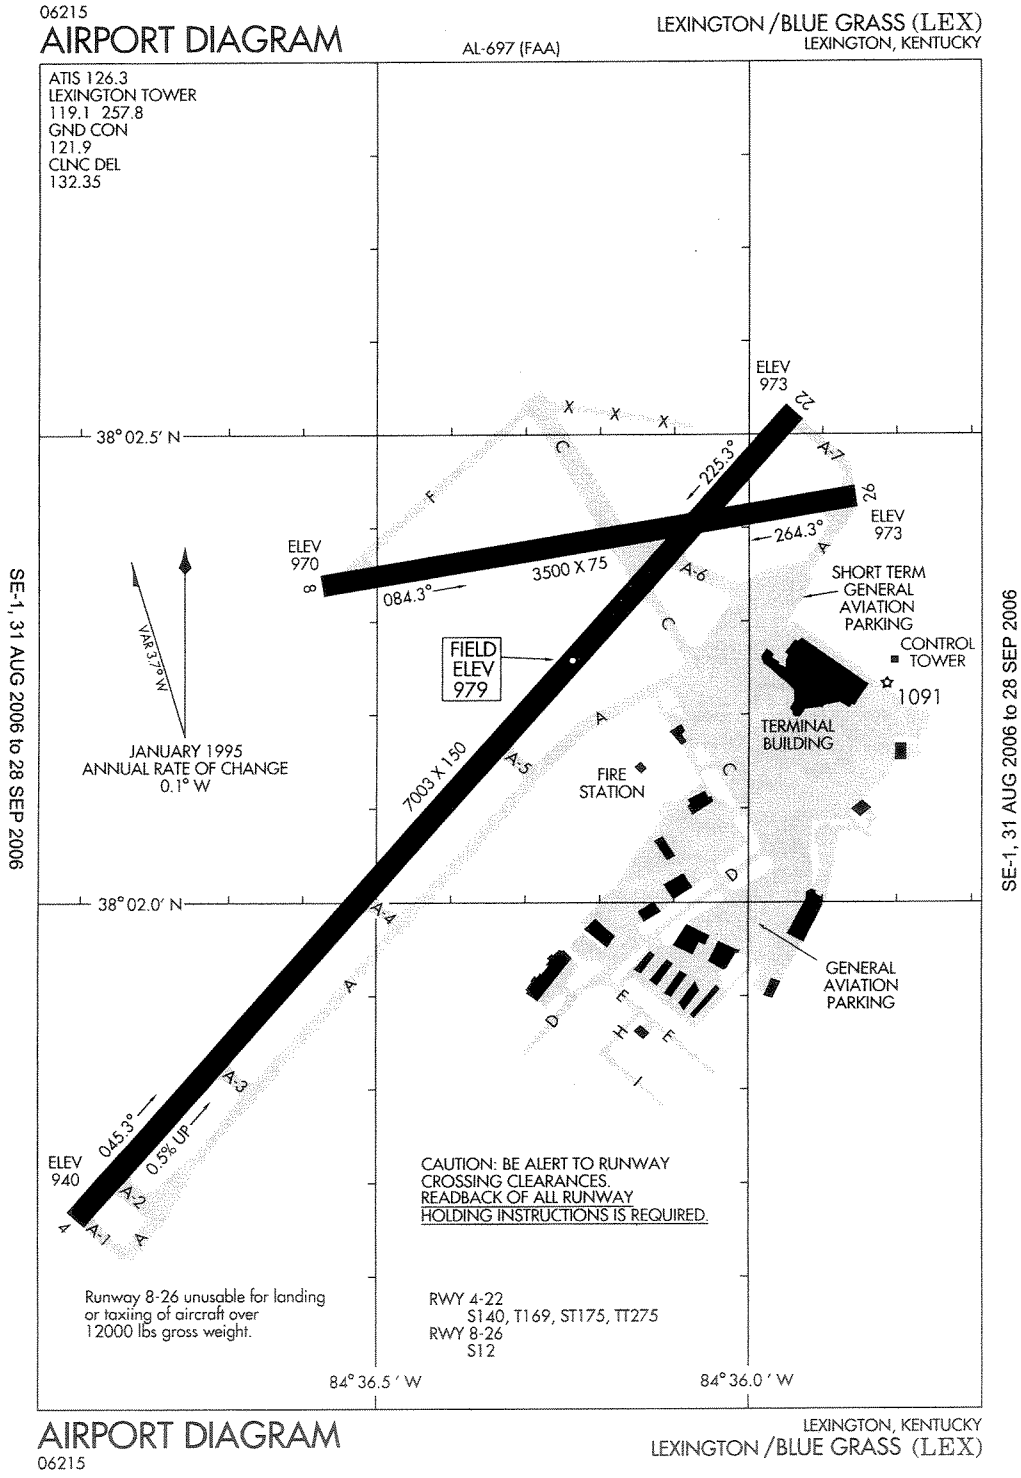 06215
AIRPORT DIAGRAM
AL-697 (FAA)
LEXINGTON / BLUE GRASS (LEX)
LEXINGTON, KENTUCKY
ATIS 126.3
LEXINGTON TOWER
119.1 257.8
GND CON
121.9
CLNC DEL
132.35
ELEV
973
22
X X X
38° 02.5' N
C
225.3°
A-7
F
26
ELEV
973
264.3°
A
ELEV
970
8
084.3°
3500 X 75
A-6
SHORT TERM
GENERAL
AVIATION
PARKING
VAR 3.7° W
C
FIELD
ELEV
979
CONTROL
TOWER
1091
JANUARY 1995
ANNUAL RATE OF CHANGE
0.1° W
A
TERMINAL
BUILDING
7003 X 150
A-5
FIRE
STATION
C
D
38° 02.0' N
A-4
A
GENERAL
AVIATION
PARKING
D
E
H
E
I
A-3
045.3°
0.5% UP
ELEV
940
A-2
4
A-1
A
CAUTION: BE ALERT TO RUNWAY
CROSSING CLEARANCES.
READBACK OF ALL RUNWAY
HOLDING INSTRUCTIONS IS REQUIRED.
Runway 8-26 unusable for landing
or taxiing of aircraft over
12000 lbs gross weight.
RWY 4-22
S140, T169, ST175, TT275
RWY 8-26
S12
84° 36.5' W
84° 36.0' W
SE-1, 31 AUG 2006 to 28 SEP 2006
SE-1, 31 AUG 2006 to 28 SEP 2006
AIRPORT DIAGRAM
06215
LEXINGTON, KENTUCKY
LEXINGTON / BLUE GRASS (LEX)